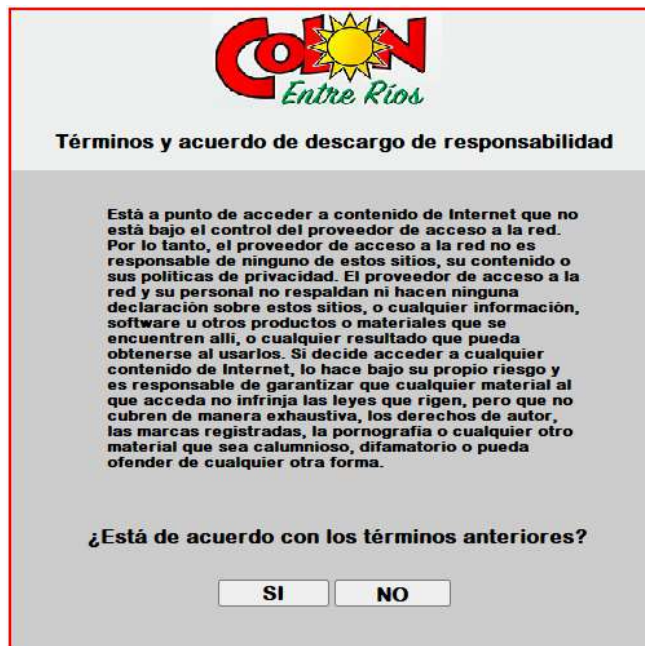 COLON
Entre Ríos
Términos y acuerdo de descargo de responsabilidad
Está a punto de acceder a contenido de Internet que no
está bajo el control del proveedor de acceso a la red.
Por lo tanto, el proveedor de acceso a la red no es
responsable de ninguno de estos sitios, su contenido o
sus políticas de privacidad. El proveedor de acceso a la
red y su personal no respaldan ni hacen ninguna
declaración sobre estos sitios, o cualquier información,
software u otros productos o materiales que se
encuentren allí, o cualquier resultado que pueda
obtenerse al usarlos. Si decide acceder a cualquier
contenido de Internet, lo hace bajo su propio riesgo y
es responsable de garantizar que cualquier material al
que acceda no infrinja las leyes que rigen, pero que no
cubren de manera exhaustiva, los derechos de autor,
las marcas registradas, la pornografía o cualquier otro
material que sea calumnioso, difamatorio o pueda
ofender de cualquier otra forma.
¿Está de acuerdo con los términos anteriores?
SI NO